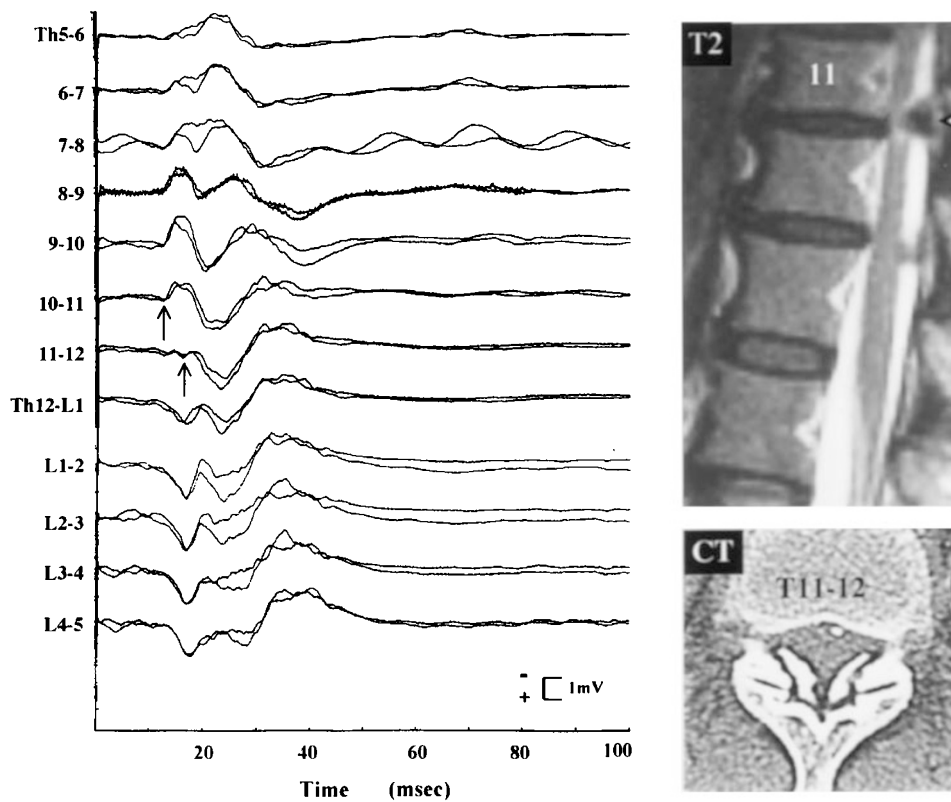 Th5-6
6-7
7-8
8-9
9-10
10-11
11-12
Th12-L1
L1-2
L2-3
L3-4
L4-5
-
+ 1mV
20 40 60 80 100
Time (msec)
T2
11
CT
T11-12